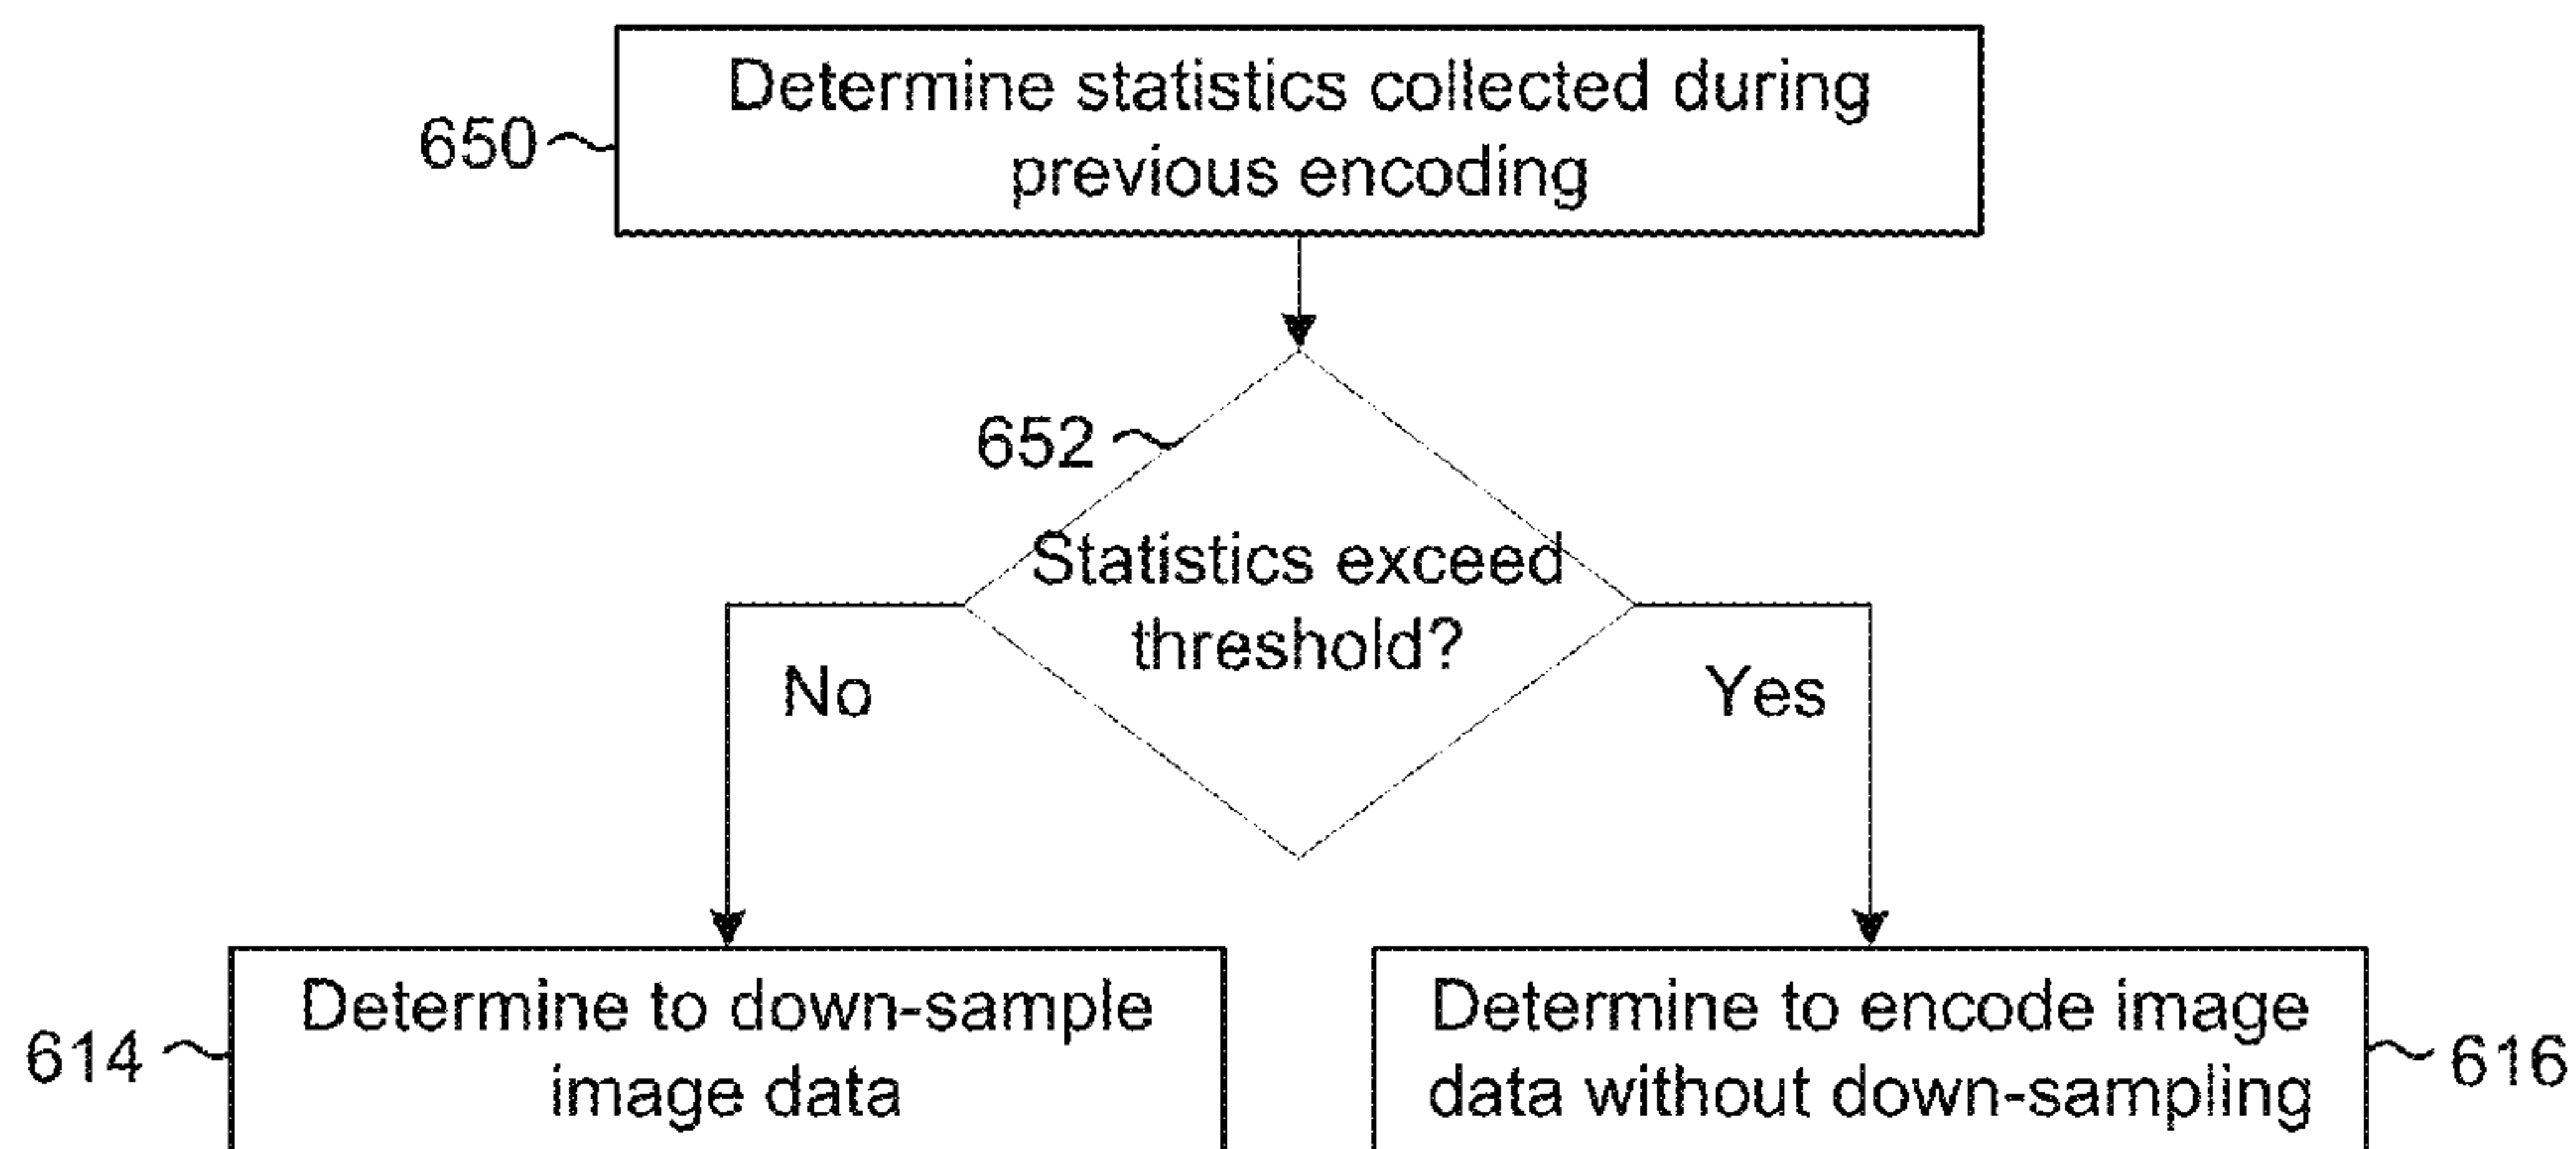 Determine statistics collected during
650
previous encoding
652
Statistics exceed
threshold?
No
Yes
Determine to down-sample
image data
614
Determine to encode image
data without down-sampling
616